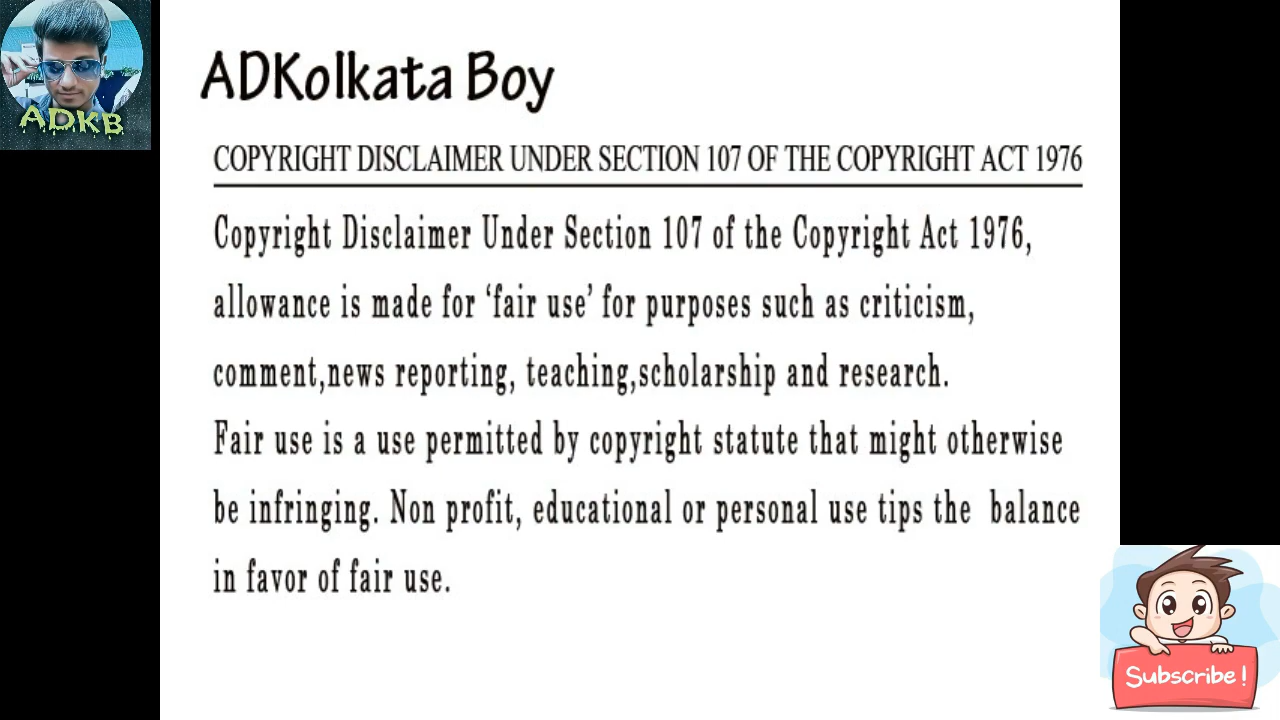 ADKB
ADKolkata Boy
COPYRIGHT DISCLAIMER UNDER SECTION 107 OF THE COPYRIGHT ACT 1976
Copyright Disclaimer Under Section 107 of the Copyright Act 1976,
allowance is made for ‘fair use’ for purposes such as criticism,
comment,news reporting, teaching,scholarship and research.
Fair use is a use permitted by copyright statute that might otherwise
be infringing. Non profit, educational or personal use tips the balance
in favor of fair use.
Subscribe!